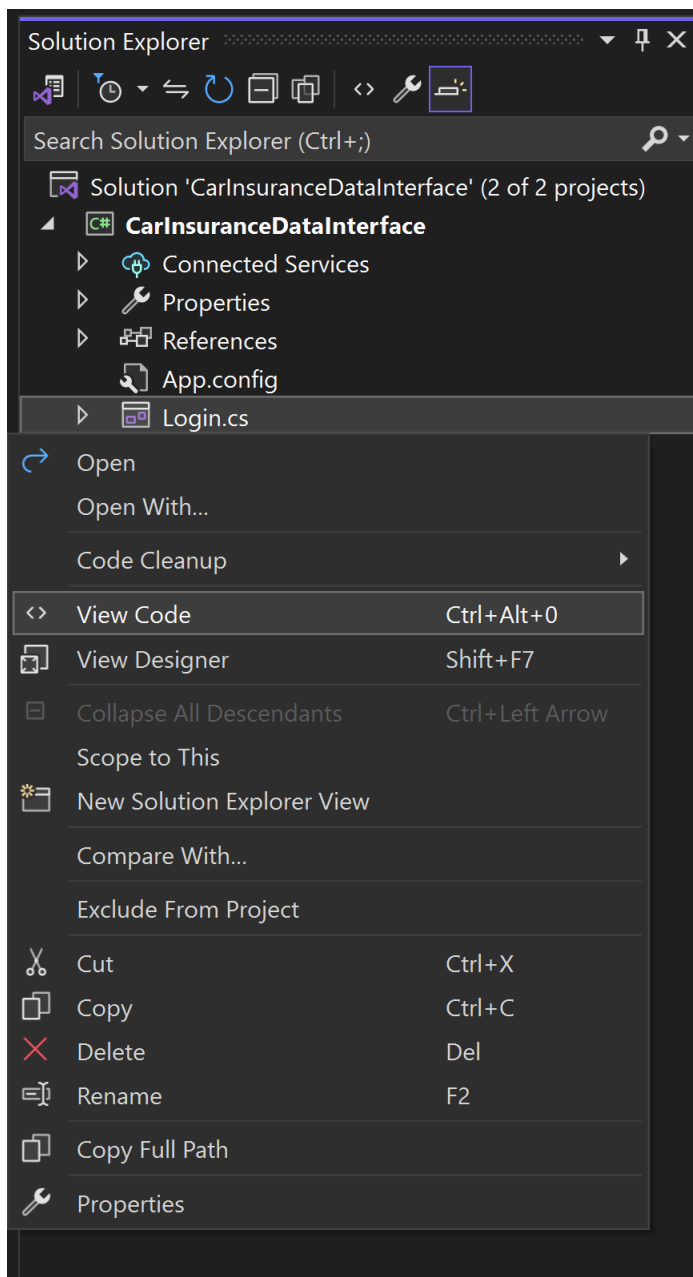 Solution Explorer
Search Solution Explorer (Ctrl+;)
Solution 'CarInsuranceDataInterface' (2 of 2 projects)
C# CarInsuranceDataInterface
Connected Services
Properties
References
App.config
Login.cs
Open
Open With...
Code Cleanup
View Code Ctrl+Alt+0
View Designer Shift+F7
Collapse All Descendants Ctrl+Left Arrow
Scope to This
New Solution Explorer View
Compare With...
Exclude From Project
Cut Ctrl+X
Copy Ctrl+C
Delete Del
Rename F2
Copy Full Path
Properties